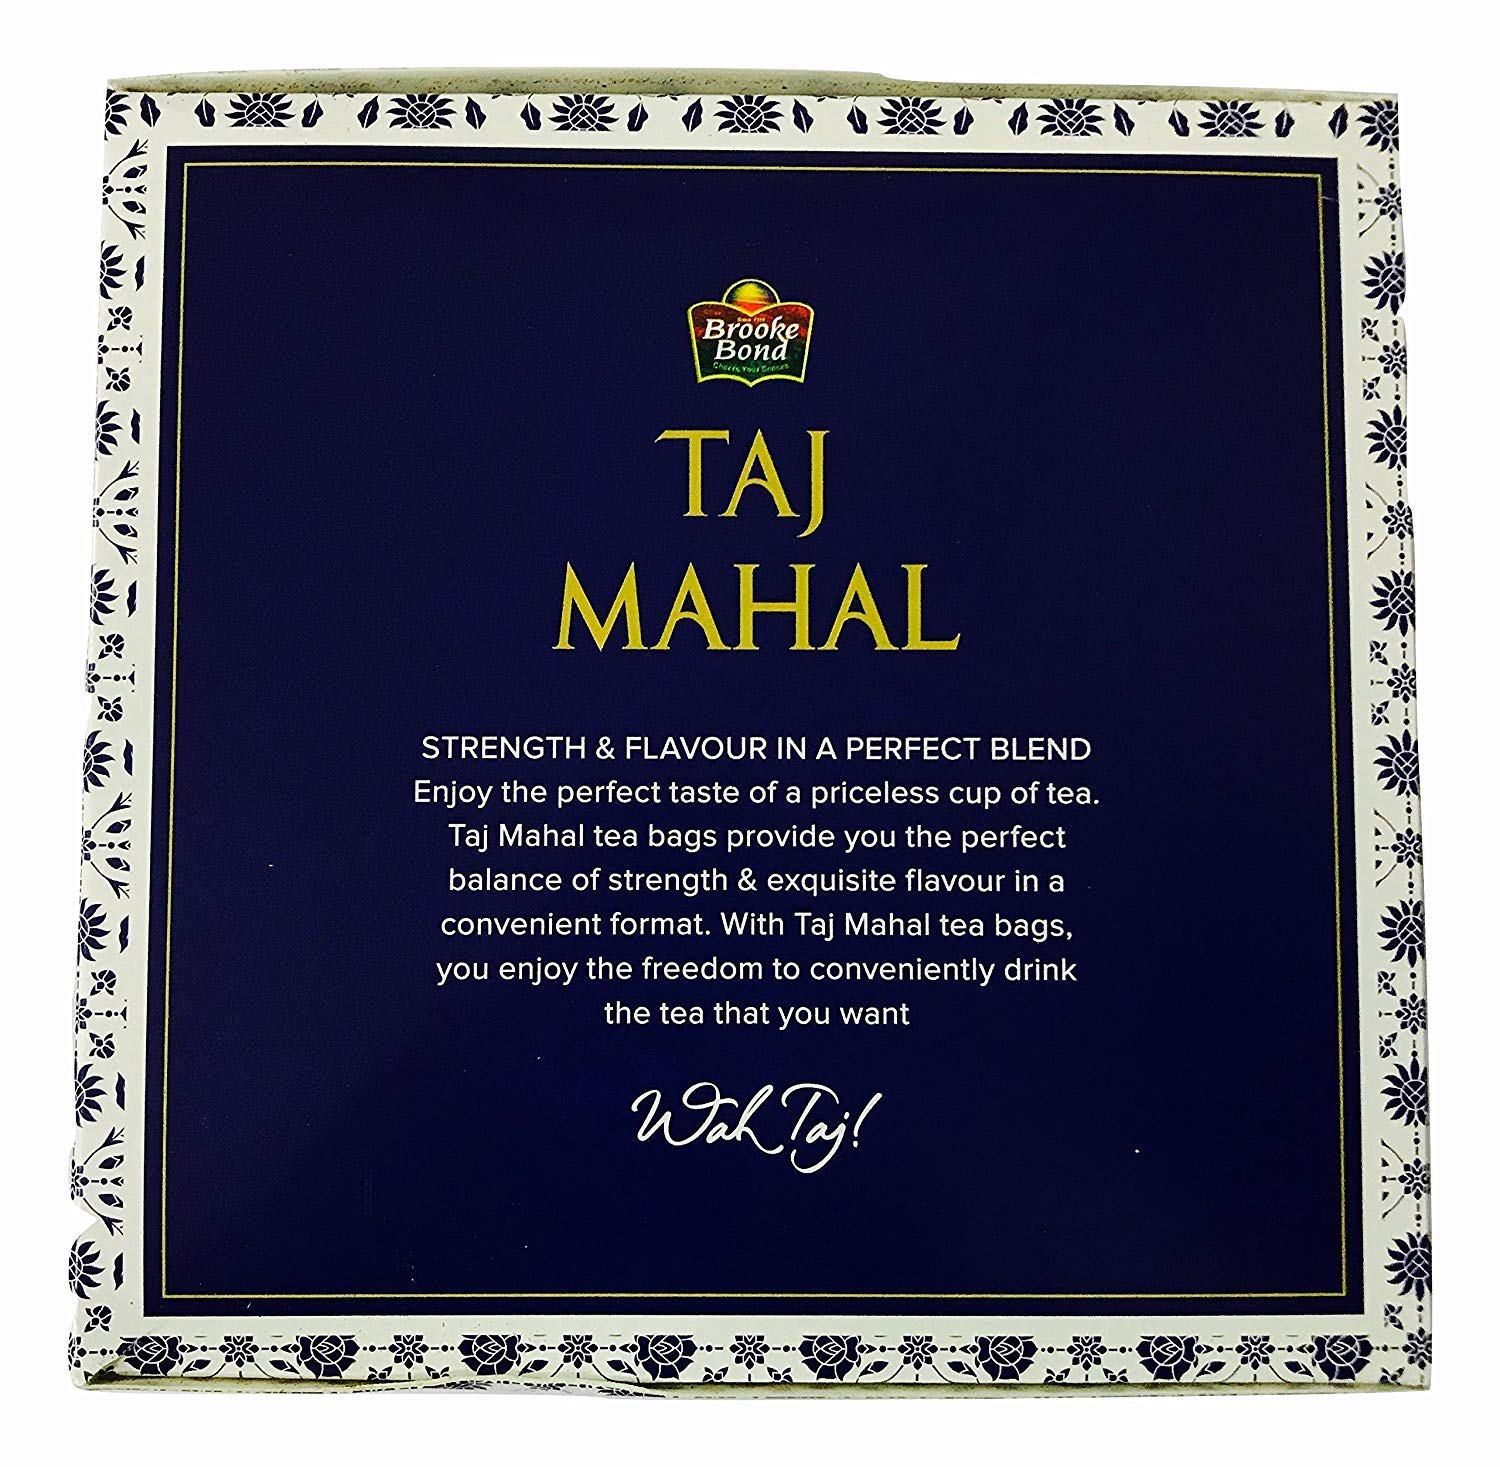 Since 1869
Brooke
Bond
TAJ
MAHAL
STRENGTH & FLAVOUR IN A PERFECT BLEND
Enjoy the perfect taste of a priceless cup of tea.
Taj Mahal tea bags provide you the perfect
balance of strength & exquisite flavour in a
convenient format. With Taj Mahal tea bags,
you enjoy the freedom to conveniently drink
the tea that you want
Wah Taj!